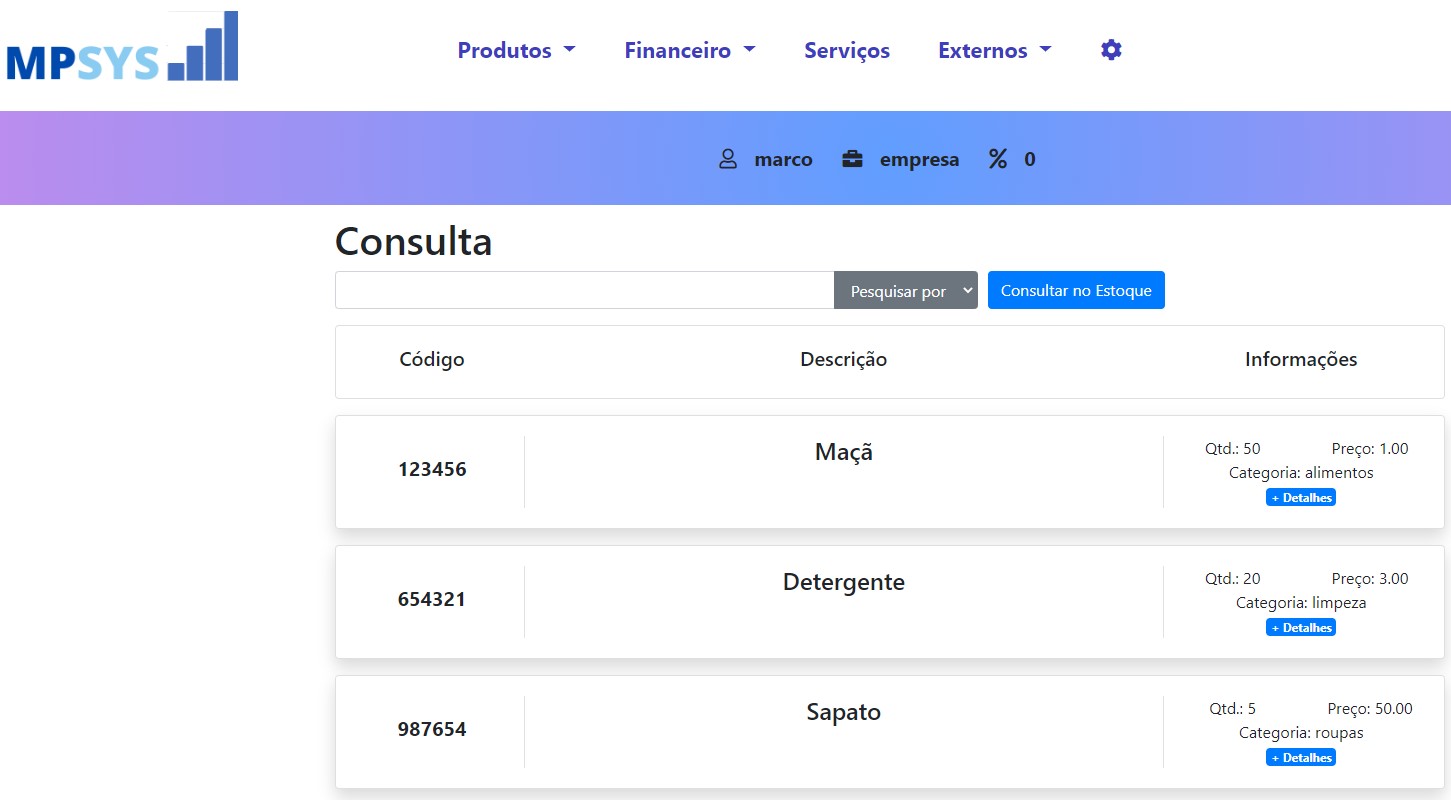 MPSYS
Produtos Financeiro Serviços Externos
marco empresa % 0
Consulta
Pesquisar por Consultar no Estoque
Código Descrição Informações
123456 Maçã Qtd.: 50 Preço: 1.00
Categoria: alimentos
+ Detalhes
654321 Detergente Qtd.: 20 Preço: 3.00
Categoria: limpeza
+ Detalhes
987654 Sapato Qtd.: 5 Preço: 50.00
Categoria: roupas
+ Detalhes